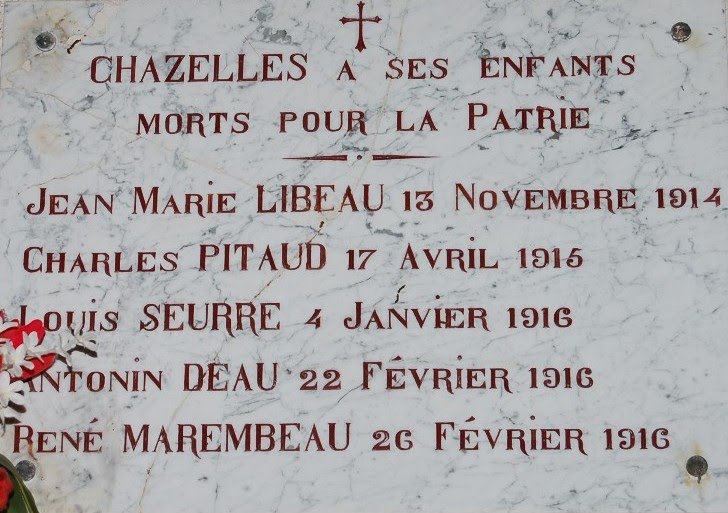 CHAZELLES A SES ENFANTS
MORTS POUR LA PATRIE
JEAN MARIE LIBEAU 13 NOVEMBRE 1914
CHARLES PITAUD 17 AVRIL 1915
LOUIS SEURRE 4 JANVIER 1916
ANTONIN DEAU 22 FÉVRIER 1916
RENÉ MAREMBEAU 26 FÉVRIER 1916